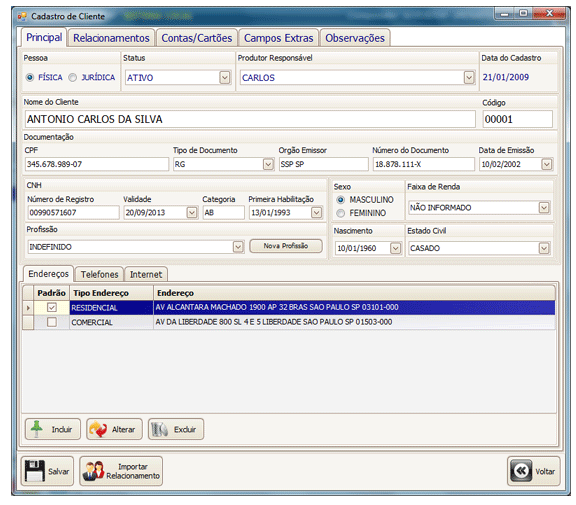 Cadastro de Cliente
Principal Relacionamentos Contas/Cartões Campos Extras Observações
Pessoa Status Produtor Responsável Data do Cadastro
FÍSICA JURÍDICA ATIVO CARLOS 21/01/2009
Nome do Cliente Código
ANTONIO CARLOS DA SILVA 00001
Documentação
CPF Tipo de Documento Orgão Emissor Número do Documento Data de Emissão
345.678.989-07 RG SSP SP 18.878.111-X 10/02/2002
CNH Sexo Faixa de Renda
Número de Registro Validade Categoria Primeira Habilitação MASCULINO
00990571607 20/09/2013 AB 13/01/1993 FEMININO NÃO INFORMADO
Profissão Nascimento Estado Civil
INDEFINIDO Nova Profissão 10/01/1960 CASADO
Endereços Telefones Internet
Padrão Tipo Endereço Endereço
RESIDENCIAL AV ALCANTARA MACHADO 1900 AP 32 BRAS SAO PAULO SP 03101-000
COMERCIAL AV DA LIBERDADE 800 SL 4 E 5 LIBERDADE SAO PAULO SP 01503-000
Incluir Alterar Excluir
Salvar Importar Relacionamento Voltar